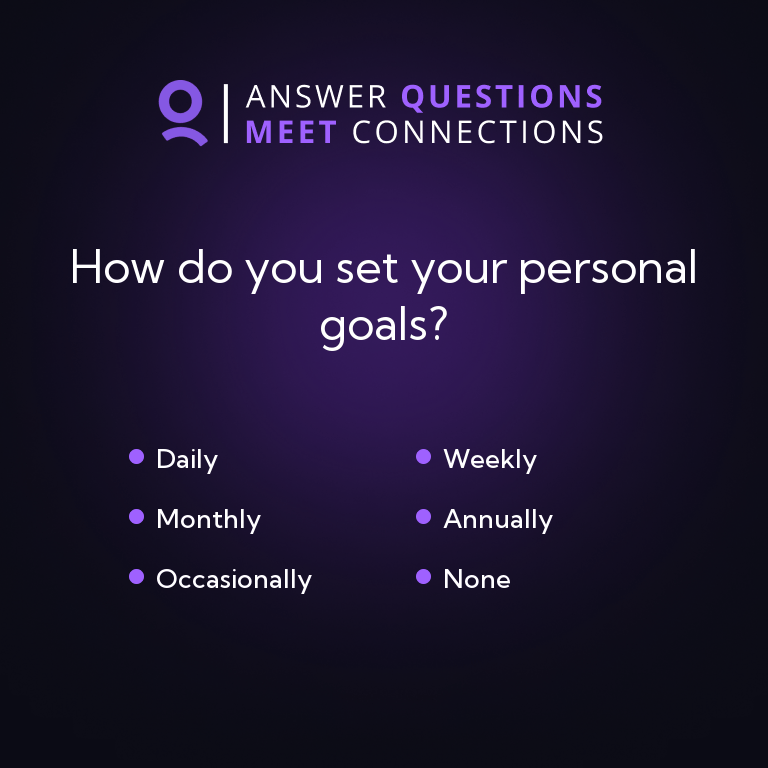 ANSWER QUESTIONS
MEET CONNECTIONS
How do you set your personal
goals?
Daily
Weekly
Monthly
Annually
Occasionally
None